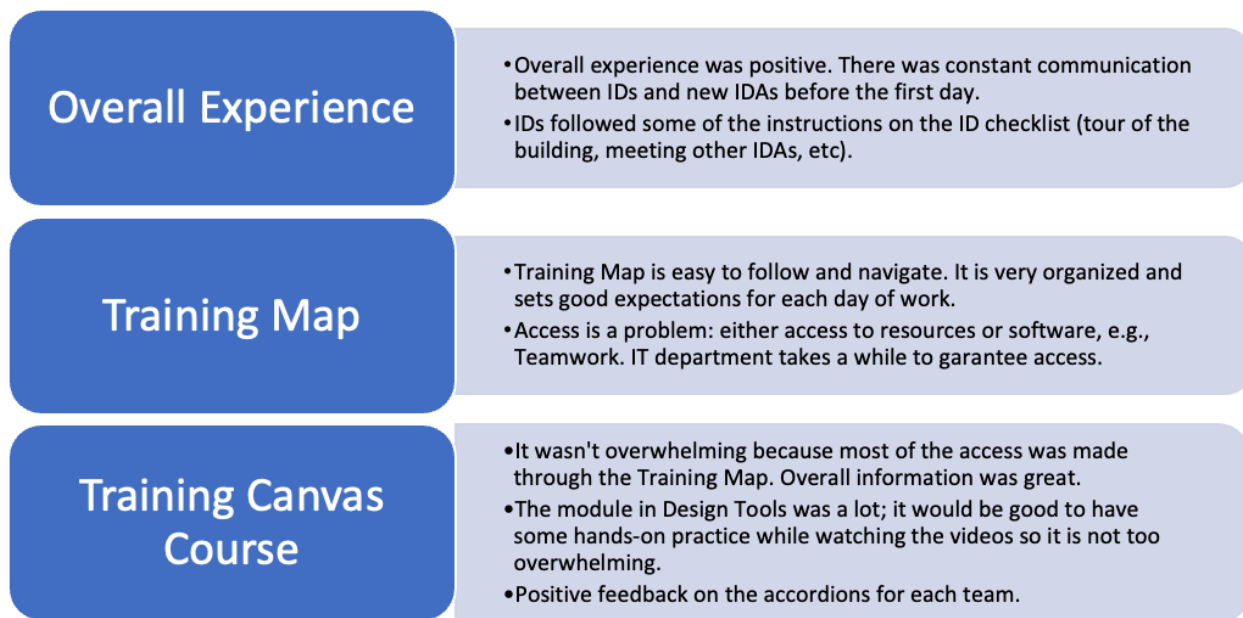 Overall Experience
•Overall experience was positive. There was constant communication
between IDs and new IDAs before the first day.
•IDs followed some of the instructions on the ID checklist (tour of the
building, meeting other IDAs, etc).
Training Map
•Training Map is easy to follow and navigate. It is very organized and
sets good expectations for each day of work.
•Access is a problem: either access to resources or software, e.g.,
Teamwork. IT department takes a while to garantee access.
Training Canvas
Course
•It wasn't overwhelming because most of the access was made
through the Training Map. Overall information was great.
•The module in Design Tools was a lot; it would be good to have
some hands-on practice while watching the videos so it is not too
overwhelming.
•Positive feedback on the accordions for each team.